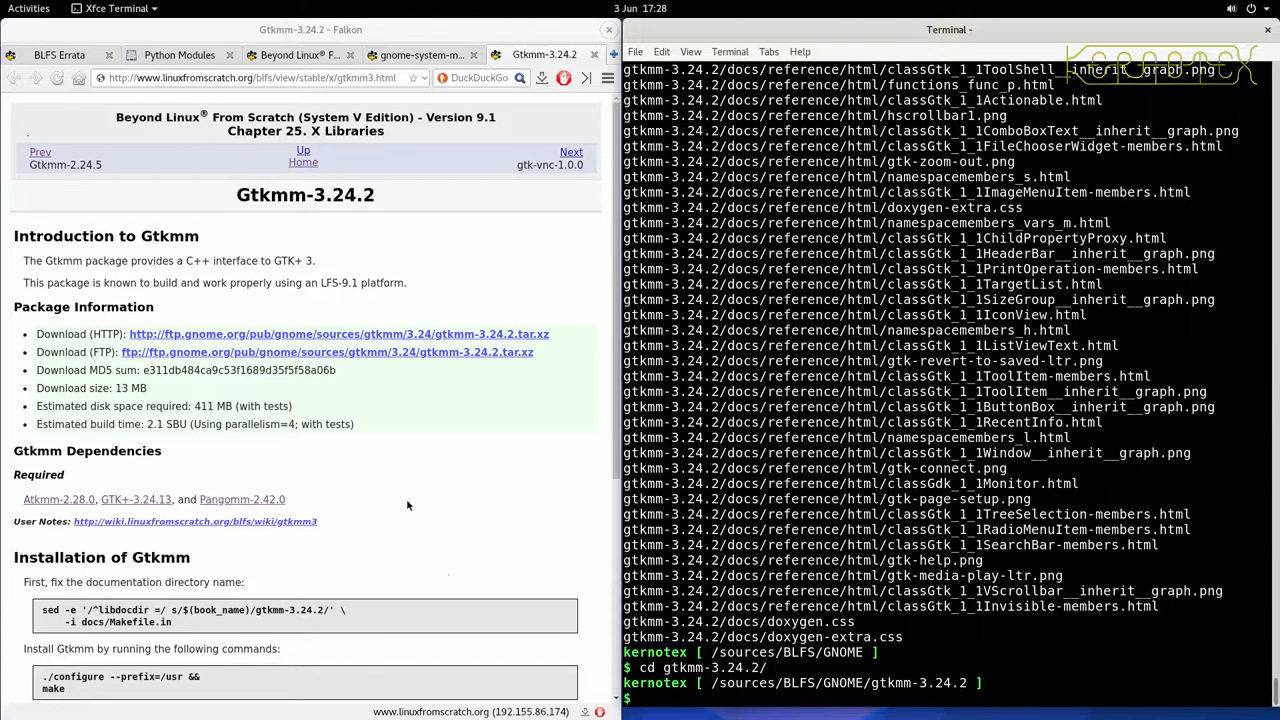 Activities
Xfce Terminal
3 Jun 17:28
Gtkmm-3.24.2 - Falkon
BLFS Errata
Python Modules
Beyond Linux® F...
gnome-system-m...
Gtkmm-3.24.2
http://www.linuxfromscratch.org/blfs/view/stable/x/gtkmm3.html
DuckDuckGo
Beyond Linux® From Scratch (System V Edition) - Version 9.1
Chapter 25. X Libraries
Prev
Up
Next
Gtkmm-2.24.5
Home
gtk-vnc-1.0.0
Gtkmm-3.24.2
Introduction to Gtkmm
The Gtkmm package provides a C++ interface to GTK+ 3.
This package is known to build and work properly using an LFS-9.1 platform.
Package Information
• Download (HTTP): http://ftp.gnome.org/pub/gnome/sources/gtkmm/3.24/gtkmm-3.24.2.tar.xz
• Download (FTP): ftp://ftp.gnome.org/pub/gnome/sources/gtkmm/3.24/gtkmm-3.24.2.tar.xz
• Download MD5 sum: e311db484ca9c53f1689d35f5f58a06b
• Download size: 13 MB
• Estimated disk space required: 411 MB (with tests)
• Estimated build time: 2.1 SBU (Using parallelism=4; with tests)
Gtkmm Dependencies
Required
Atkmm-2.28.0, GTK+-3.24.13, and Pangomm-2.42.0
User Notes: http://wiki.linuxfromscratch.org/blfs/wiki/gtkmm3
Installation of Gtkmm
First, fix the documentation directory name:
sed -e '/^libdocdir =/ s/$(book_name)/gtkmm-3.24.2/' \
-i docs/Makefile.in
Install Gtkmm by running the following commands:
./configure --prefix=/usr &&
make
www.linuxfromscratch.org (192.155.86.174)
Terminal -
File Edit View Terminal Tabs Help
KERNOTEX
gtkmm-3.24.2/docs/reference/html/classGtk_1_1ToolShell__inherit__graph.png
gtkmm-3.24.2/docs/reference/html/functions_func_p.html
gtkmm-3.24.2/docs/reference/html/classGtk_1_1Actionable.html
gtkmm-3.24.2/docs/reference/html/hscrollbar1.png
gtkmm-3.24.2/docs/reference/html/classGtk_1_1ComboBoxText__inherit__graph.png
gtkmm-3.24.2/docs/reference/html/classGtk_1_1FileChooserWidget-members.html
gtkmm-3.24.2/docs/reference/html/gtk-zoom-out.png
gtkmm-3.24.2/docs/reference/html/namespacemembers_s.html
gtkmm-3.24.2/docs/reference/html/classGtk_1_1ImageMenuItem-members.html
gtkmm-3.24.2/docs/reference/html/doxygen-extra.css
gtkmm-3.24.2/docs/reference/html/namespacemembers_vars_m.html
gtkmm-3.24.2/docs/reference/html/classGtk_1_1ChildPropertyProxy.html
gtkmm-3.24.2/docs/reference/html/classGtk_1_1HeaderBar__inherit__graph.png
gtkmm-3.24.2/docs/reference/html/classGtk_1_1PrintOperation-members.html
gtkmm-3.24.2/docs/reference/html/classGtk_1_1TargetList.html
gtkmm-3.24.2/docs/reference/html/classGtk_1_1SizeGroup__inherit__graph.png
gtkmm-3.24.2/docs/reference/html/classGtk_1_1IconView.html
gtkmm-3.24.2/docs/reference/html/namespacemembers_h.html
gtkmm-3.24.2/docs/reference/html/classGtk_1_1ListViewText.html
gtkmm-3.24.2/docs/reference/html/gtk-revert-to-saved-ltr.png
gtkmm-3.24.2/docs/reference/html/classGtk_1_1ToolItem-members.html
gtkmm-3.24.2/docs/reference/html/classGtk_1_1ToolItem__inherit__graph.png
gtkmm-3.24.2/docs/reference/html/classGtk_1_1ButtonBox__inherit__graph.png
gtkmm-3.24.2/docs/reference/html/classGtk_1_1RecentInfo.html
gtkmm-3.24.2/docs/reference/html/namespacemembers_l.html
gtkmm-3.24.2/docs/reference/html/classGtk_1_1Window__inherit__graph.png
gtkmm-3.24.2/docs/reference/html/gtk-connect.png
gtkmm-3.24.2/docs/reference/html/classGdk_1_1Monitor.html
gtkmm-3.24.2/docs/reference/html/gtk-page-setup.png
gtkmm-3.24.2/docs/reference/html/classGtk_1_1TreeSelection-members.html
gtkmm-3.24.2/docs/reference/html/classGtk_1_1RadioMenuItem-members.html
gtkmm-3.24.2/docs/reference/html/classGtk_1_1SearchBar-members.html
gtkmm-3.24.2/docs/reference/html/gtk-help.png
gtkmm-3.24.2/docs/reference/html/gtk-media-play-ltr.png
gtkmm-3.24.2/docs/reference/html/classGtk_1_1VScrollbar__inherit__graph.png
gtkmm-3.24.2/docs/reference/html/classGtk_1_1Invisible-members.html
gtkmm-3.24.2/docs/doxygen.css
gtkmm-3.24.2/docs/doxygen-extra.css
kernotex [ /sources/BLFS/GNOME ]
$ cd gtkmm-3.24.2/
kernotex [ /sources/BLFS/GNOME/gtkmm-3.24.2 ]
$